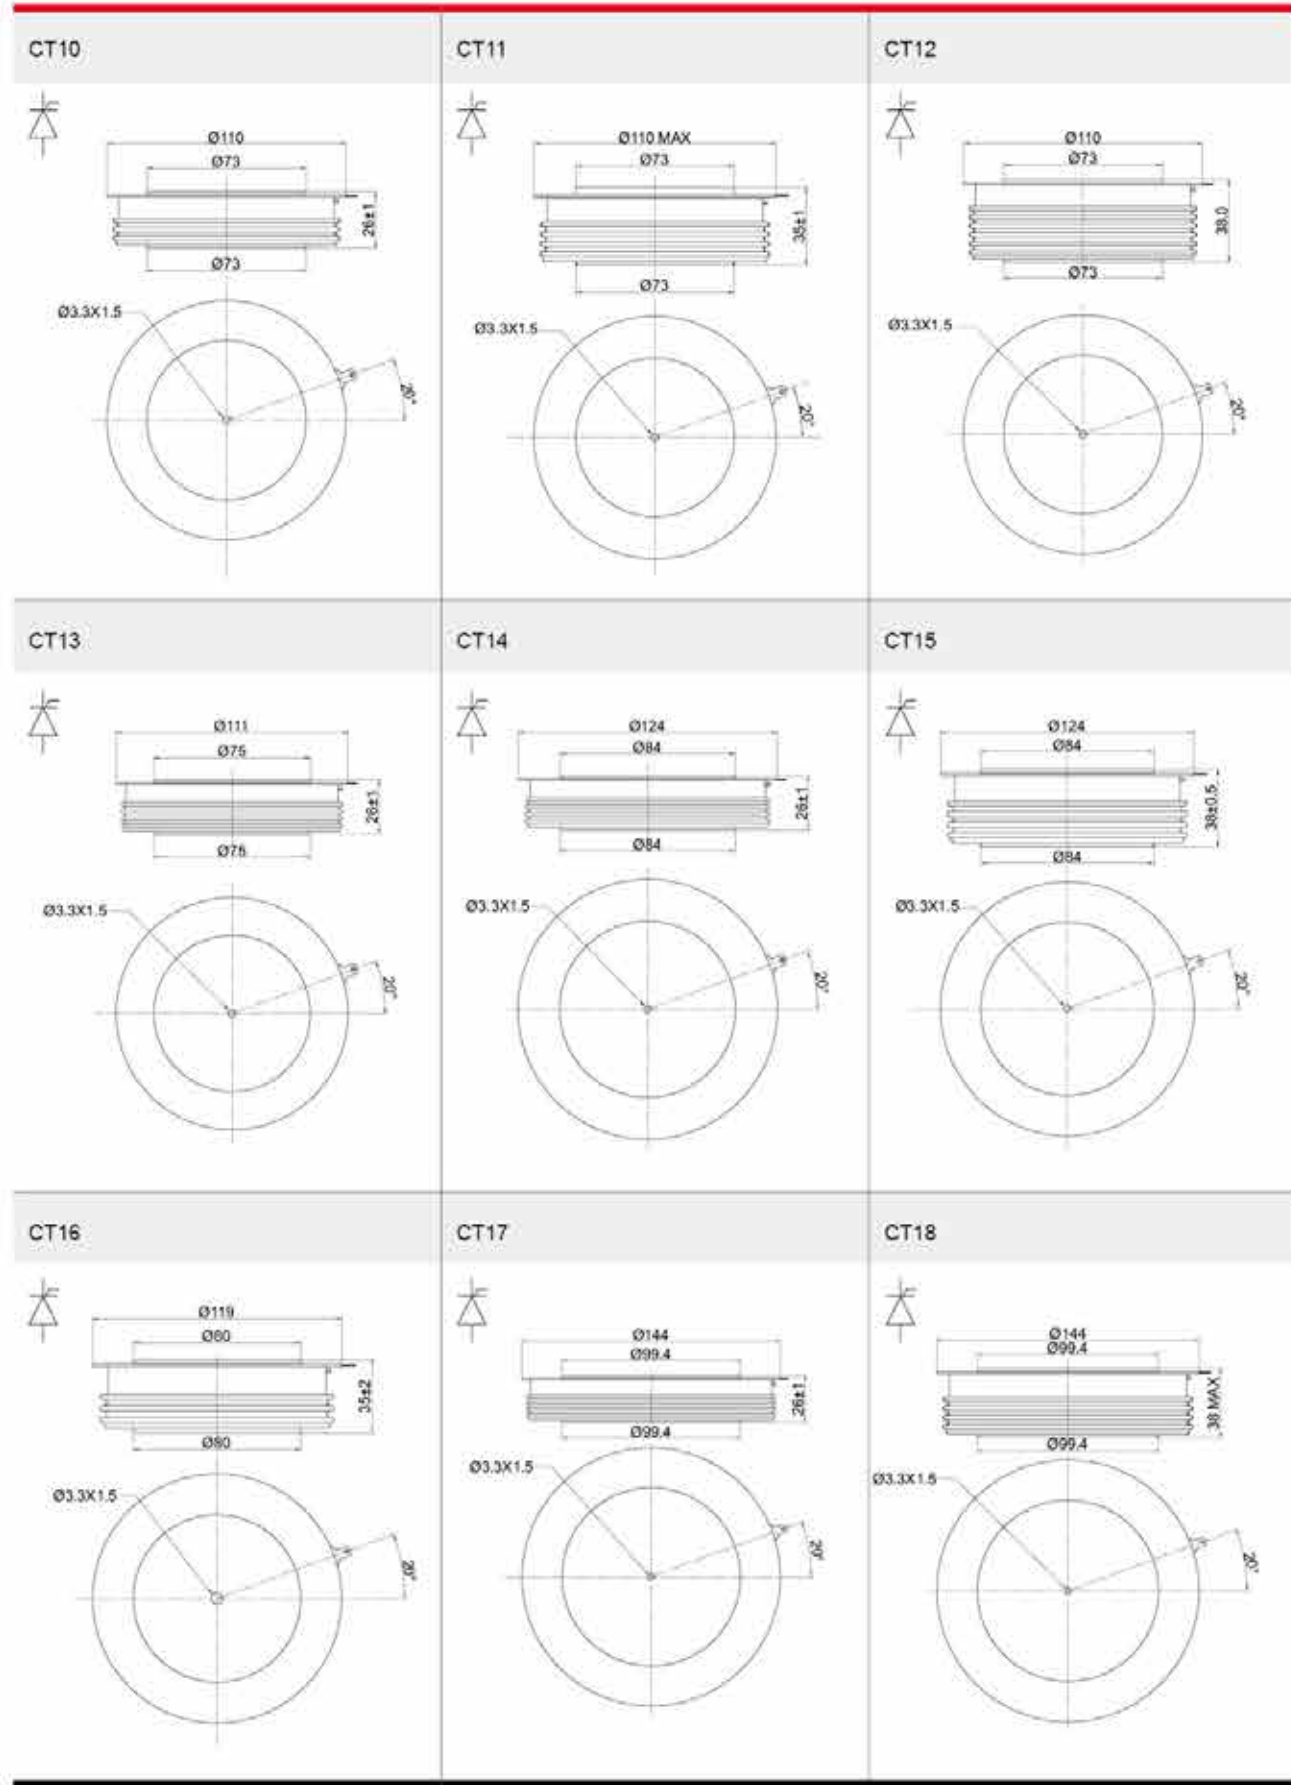 CT10
Ø110
Ø73
26±1
Ø73
Ø3.3X1.5
20°
CT11
Ø110 MAX
Ø73
35±1
Ø73
Ø3.3X1.5
20°
CT12
Ø110
Ø73
38.0
Ø73
Ø3.3X1.5
20°
CT13
Ø111
Ø75
26±1
Ø75
Ø3.3X1.5
20°
CT14
Ø124
Ø84
26±1
Ø84
Ø3.3X1.5
20°
CT15
Ø124
Ø84
38±0.5
Ø84
Ø3.3X1.5
20°
CT16
Ø119
Ø80
35±2
Ø80
Ø3.3X1.5
20°
CT17
Ø144
Ø99.4
26±1
Ø99.4
Ø3.3X1.5
20°
CT18
Ø144
Ø99.4
38 MAX
Ø99.4
Ø3.3X1.5
20°